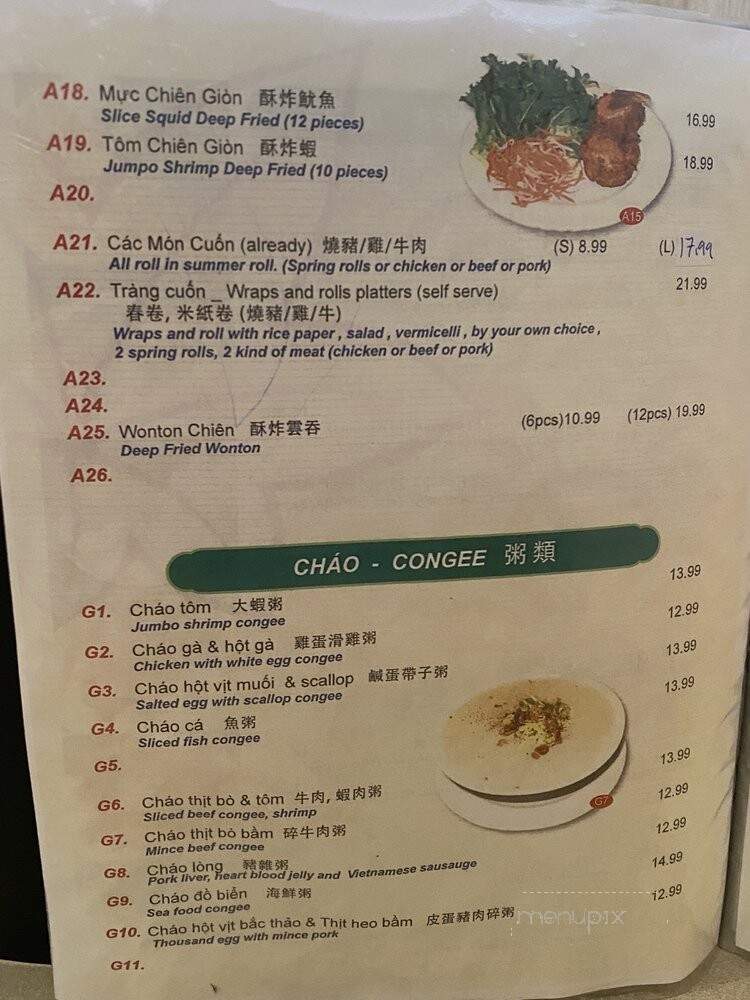 A18. Mực Chiên Giòn 酥炸魷魚
Slice Squid Deep Fried (12 pieces) 16.99
A19. Tôm Chiên Giòn 酥炸蝦
Jumpo Shrimp Deep Fried (10 pieces) 18.99
A20.
A15
A21. Các Món Cuốn (already) 燒豬/雞/牛肉 (S) 8.99 (L) 17.99
All roll in summer roll. (Spring rolls or chicken or beef or pork)
A22. Tràng cuốn _ Wraps and rolls platters (self serve) 21.99
春卷, 米紙卷 (燒豬/雞/牛)
Wraps and roll with rice paper, salad, vermicelli, by your own choice,
2 spring rolls, 2 kind of meat (chicken or beef or pork)
A23.
A24.
A25. Wonton Chiên 酥炸雲吞 (6pcs)10.99 (12pcs) 19.99
Deep Fried Wonton
A26.
CHÁO - CONGEE 粥類
G1. Cháo tôm 大蝦粥 13.99
Jumbo shrimp congee
G2. Cháo gà & hột gà 雞蛋滑雞粥 12.99
Chicken with white egg congee
G3. Cháo hột vịt muối & scallop 鹹蛋帶子粥 13.99
Salted egg with scallop congee
G4. Cháo cá 魚粥 13.99
Sliced fish congee
G5.
G6. Cháo thịt bò & tôm 牛肉, 蝦肉粥 13.99
Sliced beef congee, shrimp
G7. Cháo thịt bò bằm 碎牛肉粥 12.99
Mince beef congee
G7
G8. Cháo lòng 豬雜粥 12.99
Pork liver, heart blood jelly and Vietnamese sausauge
G9. Cháo đồ biển 海鮮粥 14.99
Sea food congee
G10. Cháo hột vịt bắc thảo & Thịt heo bằm 皮蛋豬肉碎粥 12.99
Thousand egg with mince pork
G11.
menupix